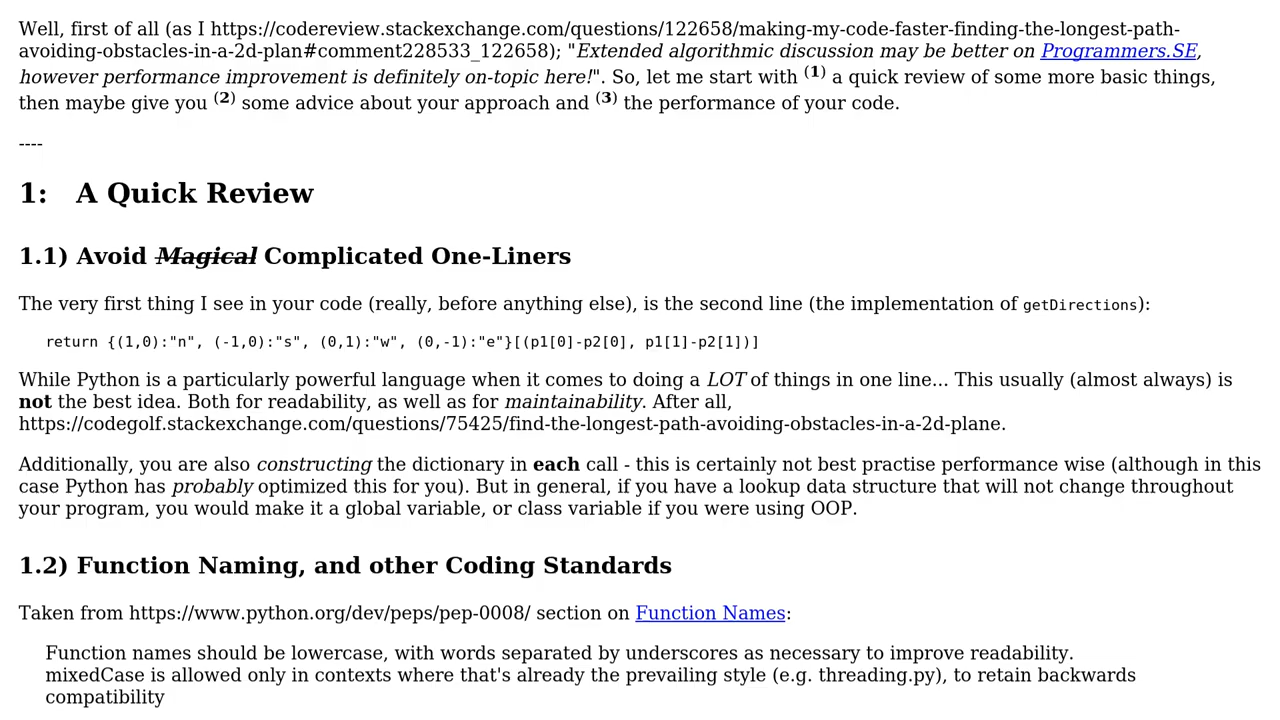 Well, first of all (as I https://codereview.stackexchange.com/questions/122658/making-my-code-faster-finding-the-longest-path-
avoiding-obstacles-in-a-2d-plan#comment228533_122658); "Extended algorithmic discussion may be better on Programmers.SE,
however performance improvement is definitely on-topic here!". So, let me start with (1) a quick review of some more basic things,
then maybe give you (2) some advice about your approach and (3) the performance of your code.
----
1: A Quick Review
1.1) Avoid Magical Complicated One-Liners
The very first thing I see in your code (really, before anything else), is the second line (the implementation of getDirections):
return {(1,0):"n", (-1,0):"s", (0,1):"w", (0,-1):"e"}[(p1[0]-p2[0], p1[1]-p2[1])]
While Python is a particularly powerful language when it comes to doing a LOT of things in one line... This usually (almost always) is
not the best idea. Both for readability, as well as for maintainability. After all,
https://codegolf.stackexchange.com/questions/75425/find-the-longest-path-avoiding-obstacles-in-a-2d-plane.
Additionally, you are also constructing the dictionary in each call - this is certainly not best practise performance wise (although in this
case Python has probably optimized this for you). But in general, if you have a lookup data structure that will not change throughout
your program, you would make it a global variable, or class variable if you were using OOP.
1.2) Function Naming, and other Coding Standards
Taken from https://www.python.org/dev/peps/pep-0008/ section on Function Names:
Function names should be lowercase, with words separated by underscores as necessary to improve readability.
mixedCase is allowed only in contexts where that's already the prevailing style (e.g. threading.py), to retain backwards
compatibility